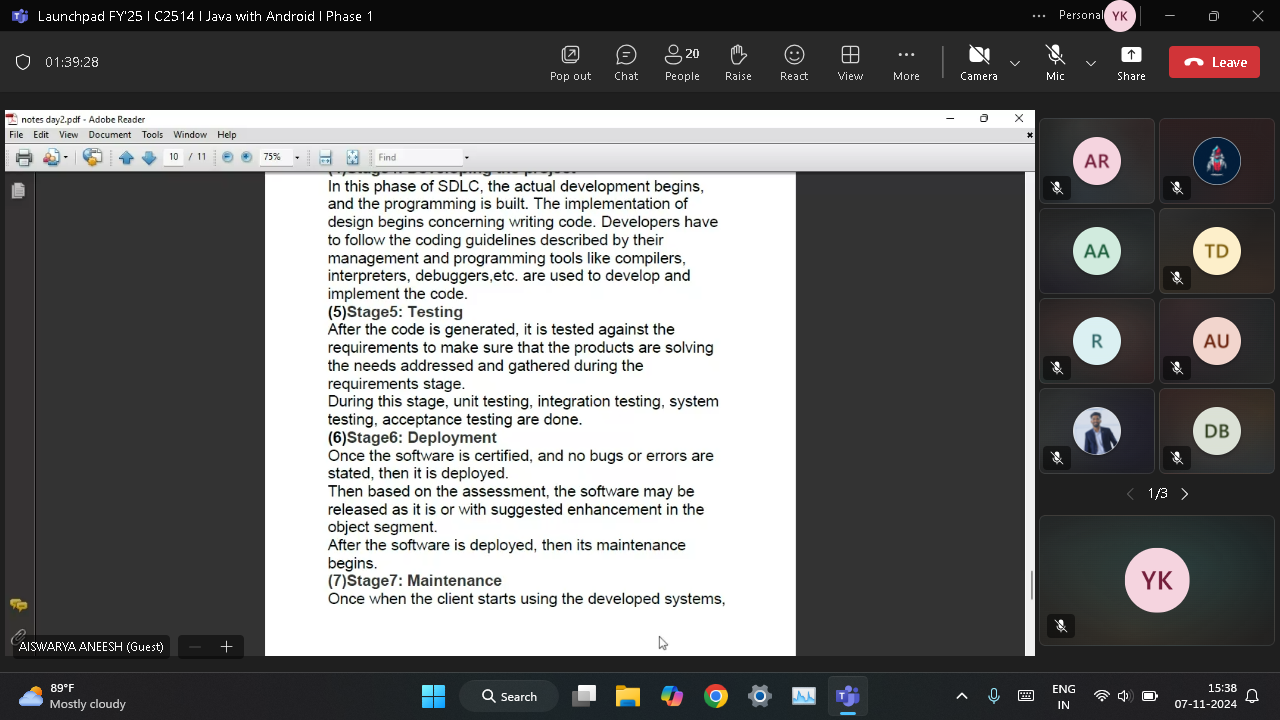 Launchpad FY'25 | C2514 | Java with Android | Phase 1
Personal
YK
01:39:28
Pop out
Chat
20
People
Raise
React
View
More
Camera
Mic
Share
Leave
notes day2.pdf - Adobe Reader
File Edit View Document Tools Window Help
10 / 11
75%
Find
(4)Stage4: Developing the project
In this phase of SDLC, the actual development begins,
and the programming is built. The implementation of
design begins concerning writing code. Developers have
to follow the coding guidelines described by their
management and programming tools like compilers,
interpreters, debuggers,etc. are used to develop and
implement the code.
(5)Stage5: Testing
After the code is generated, it is tested against the
requirements to make sure that the products are solving
the needs addressed and gathered during the
requirements stage.
During this stage, unit testing, integration testing, system
testing, acceptance testing are done.
(6)Stage6: Deployment
Once the software is certified, and no bugs or errors are
stated, then it is deployed.
Then based on the assessment, the software may be
released as it is or with suggested enhancement in the
object segment.
After the software is deployed, then its maintenance
begins.
(7)Stage7: Maintenance
Once when the client starts using the developed systems,
AISWARYA ANEESH (Guest)
AR
AA
TD
R
AU
DB
1/3
YK
89°F
Mostly cloudy
Search
ENG
IN
15:38
07-11-2024